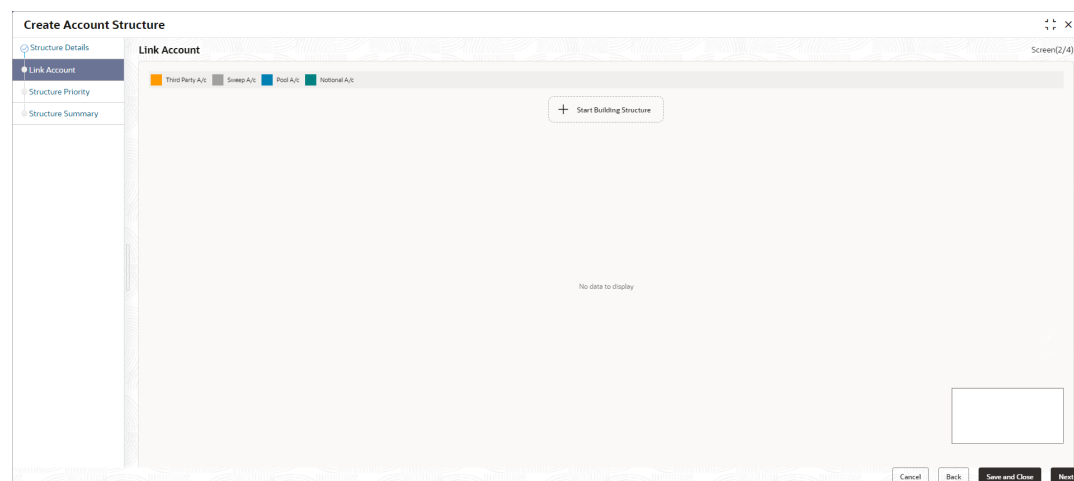 Create Account Structure
Structure Details
Link Account
Structure Priority
Structure Summary
Link Account
Screen(2/4)
Third Party A/c Sweep A/c Pool A/c Notional A/c
+ Start Building Structure
No data to display
Cancel Back Save and Close Next